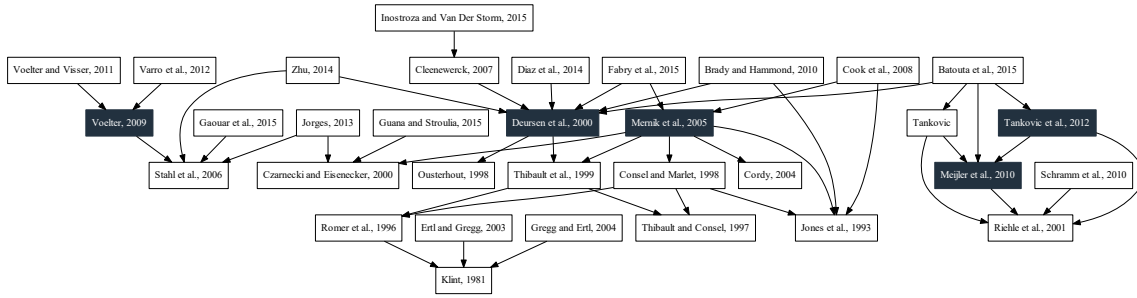 Inostroza and Van Der Storm, 2015
Voelter and Visser, 2011
Varro et al., 2012
Zhu, 2014
Cleenewerck, 2007
Diaz et al., 2014
Fabry et al., 2015
Brady and Hammond, 2010
Cook et al., 2008
Batouta et al., 2015
Voelter, 2009
Gaouar et al., 2015
Jorges, 2013
Guana and Stroulia, 2015
Deursen et al., 2000
Mernik et al., 2005
Tankovic
Tankovic et al., 2012
Stahl et al., 2006
Czarnecki and Eisenecker, 2000
Ousterhout, 1998
Thibault et al., 1999
Consel and Marlet, 1998
Cordy, 2004
Meijler et al., 2010
Schramm et al., 2010
Romer et al., 1996
Ertl and Gregg, 2003
Gregg and Ertl, 2004
Thibault and Consel, 1997
Jones et al., 1993
Riehle et al., 2001
Klint, 1981